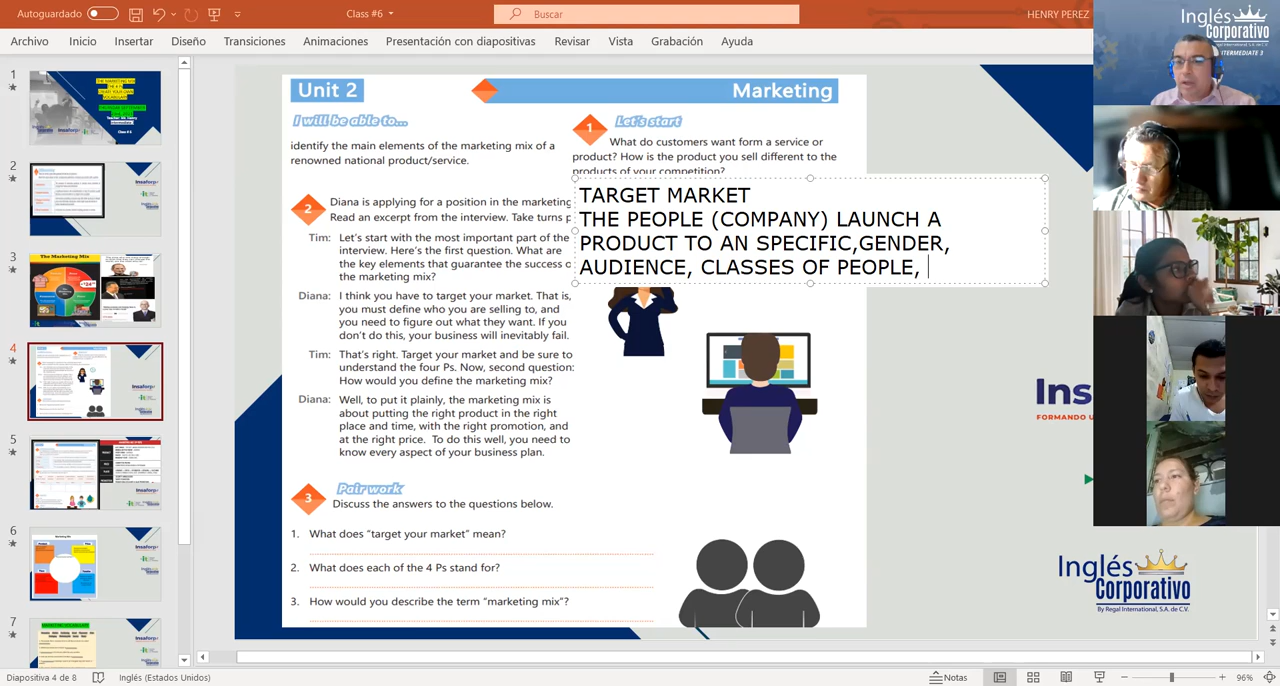 Autoguardado
Class #6
Buscar
HENRY PEREZ
Archivo
Inicio
Insertar
Diseño
Transiciones
Animaciones
Presentación con diapositivas
Revisar
Vista
Grabación
Ayuda
1
2
3
The Marketing Mix
4
5
6
7
Unit 2
Marketing
I will be able to...
identify the main elements of the marketing mix of a
renowned national product/service.
1
Let's start
What do customers want form a service or
product? How is the product you sell different to the
products of your competition?
TARGET MARKET
THE PEOPLE (COMPANY) LAUNCH A
PRODUCT TO AN SPECIFIC,GENDER,
AUDIENCE, CLASSES OF PEOPLE,
2
Diana is applying for a position in the marketing
Read an excerpt from
interview. Take turns p
Tim: Let's start with the most important part of the
interview. Here's the first question. What are
the key elements that guarantee the success o
the marketing mix?
Diana: I think you have to target your market. That is,
you must define who you are selling to, and
you need to figure out what they want. If you
don't do this, your business will inevitably fail.
Tim: That's right. Target your market and be sure to
understand the four Ps. Now, second question:
How would you define the marketing mix?
Diana: Well, to put it plainly, the marketing mix is
about putting the right product in the right
place and time, with the right promotion, and
at the right price. To do this well, you need to
know every aspect of your business plan.
3
Pair work
Discuss the answers to the questions below.
1. What does “target your market” mean?
2. What does each of the 4 Ps stand for?
3. How would you describe the term “marketing mix”?
Ins
FORMANDO U
Inglés
Corporativo
By Regal International, S.A. de C.V.
Inglés
Corporativo
INTERMEDIATE 3
Diapositiva 4 de 8
Inglés (Estados Unidos)
Notas
96%